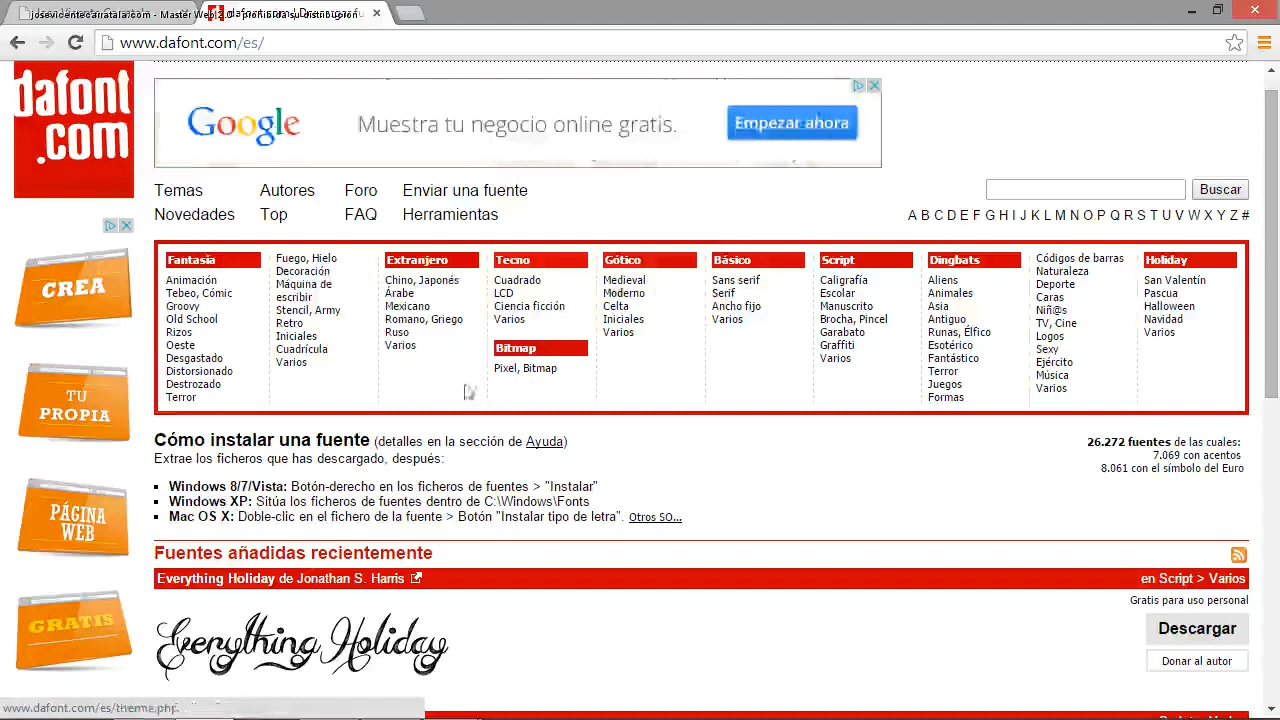 josevicentecarratala.com - Master Web 2.0 - prohibida su distribución
www.dafont.com/es/
dafont
.com
Google
Muestra tu negocio online gratis.
Empezar ahora
Temas Autores Foro Enviar una fuente
Novedades Top FAQ Herramientas
Buscar
A B C D E F G H I J K L M N O P Q R S T U V W X Y Z #
CREA
TU
PROPIA
PÁGINA
WEB
GRATIS
Fantasía
Animación
Tebeo, Cómic
Groovy
Old School
Rizos
Oeste
Desgastado
Distorsionado
Destrozado
Terror
Fuego, Hielo
Decoración
Máquina de
escribir
Stencil, Army
Retro
Iniciales
Cuadrícula
Varios
Extranjero
Chino, Japonés
Árabe
Mexicano
Romano, Griego
Ruso
Varios
Tecno
Cuadrado
LCD
Ciencia ficción
Varios
Bitmap
Pixel, Bitmap
Gótico
Medieval
Moderno
Celta
Iniciales
Varios
Básico
Sans serif
Serif
Ancho fijo
Varios
Script
Caligrafía
Escolar
Manuscrito
Brocha, Pincel
Garabato
Graffiti
Varios
Dingbats
Aliens
Animales
Asia
Antiguo
Runas, Élfico
Esotérico
Fantástico
Terror
Juegos
Formas
Códigos de barras
Naturaleza
Deporte
Caras
Niñ@s
TV, Cine
Logos
Sexy
Ejército
Música
Varios
Holiday
San Valentín
Pascua
Halloween
Navidad
Varios
Cómo instalar una fuente (detalles en la sección de Ayuda)
Extrae los ficheros que has descargado, después:
Windows 8/7/Vista: Botón-derecho en los ficheros de fuentes > "Instalar"
Windows XP: Sitúa los ficheros de fuentes dentro de C:\Windows\Fonts
Mac OS X: Doble-clic en el fichero de la fuente > Botón "Instalar tipo de letra". Otros SO...
26.272 fuentes de las cuales:
7.069 con acentos
8.061 con el símbolo del Euro
Fuentes añadidas recientemente
Everything Holiday de Jonathan S. Harris en Script > Varios
Gratis para uso personal
Everything Holiday
Descargar
Donar al autor
www.dafont.com/es/theme.php